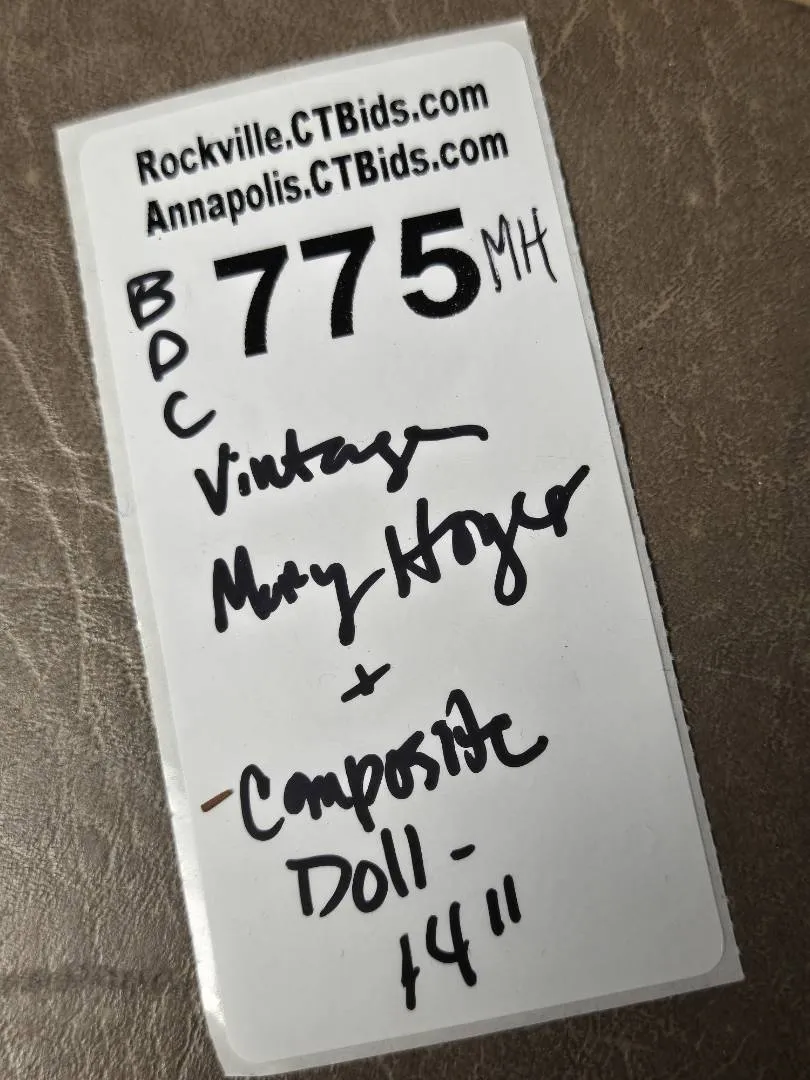 Rockville.CTBids.com
Annapolis.CTBids.com
775 MH
B
D
C
Vintage
Mary Hoyer
+
- Composite
Doll -
14"